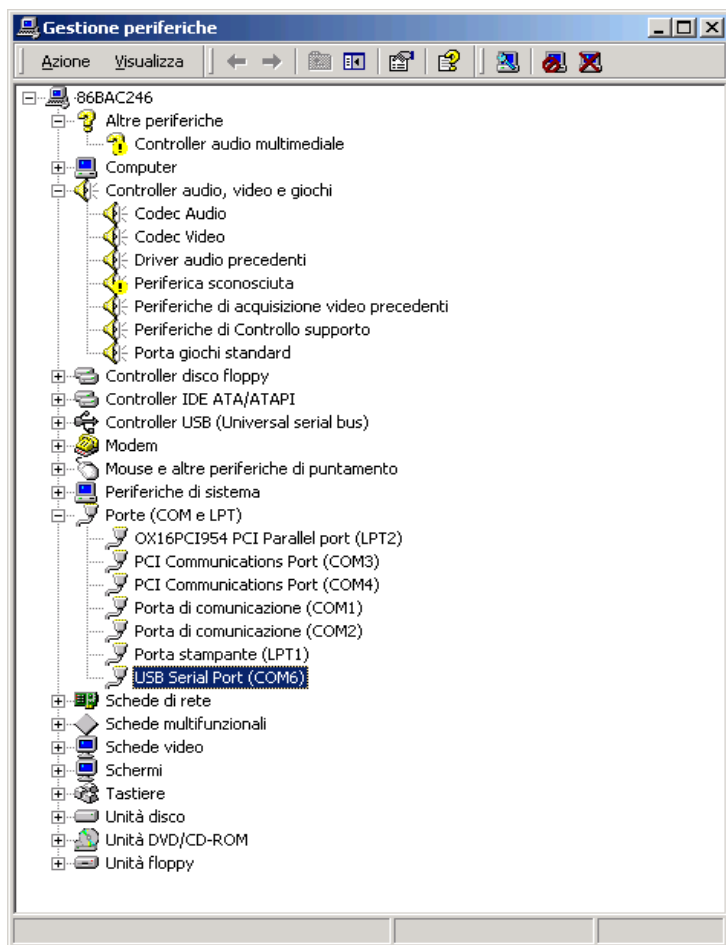 Gestione periferiche
Azione Visualizza
86BAC246
Altre periferiche
Controller audio multimediale
Computer
Controller audio, video e giochi
Codec Audio
Codec Video
Driver audio precedenti
Periferica sconosciuta
Periferiche di acquisizione video precedenti
Periferiche di Controllo supporto
Porta giochi standard
Controller disco floppy
Controller IDE ATA/ATAPI
Controller USB (Universal serial bus)
Modem
Mouse e altre periferiche di puntamento
Periferiche di sistema
Porte (COM e LPT)
OX16PCI954 PCI Parallel port (LPT2)
PCI Communications Port (COM3)
PCI Communications Port (COM4)
Porta di comunicazione (COM1)
Porta di comunicazione (COM2)
Porta stampante (LPT1)
USB Serial Port (COM6)
Schede di rete
Schede multifunzionali
Schede video
Schermi
Tastiere
Unità disco
Unità DVD/CD-ROM
Unità floppy